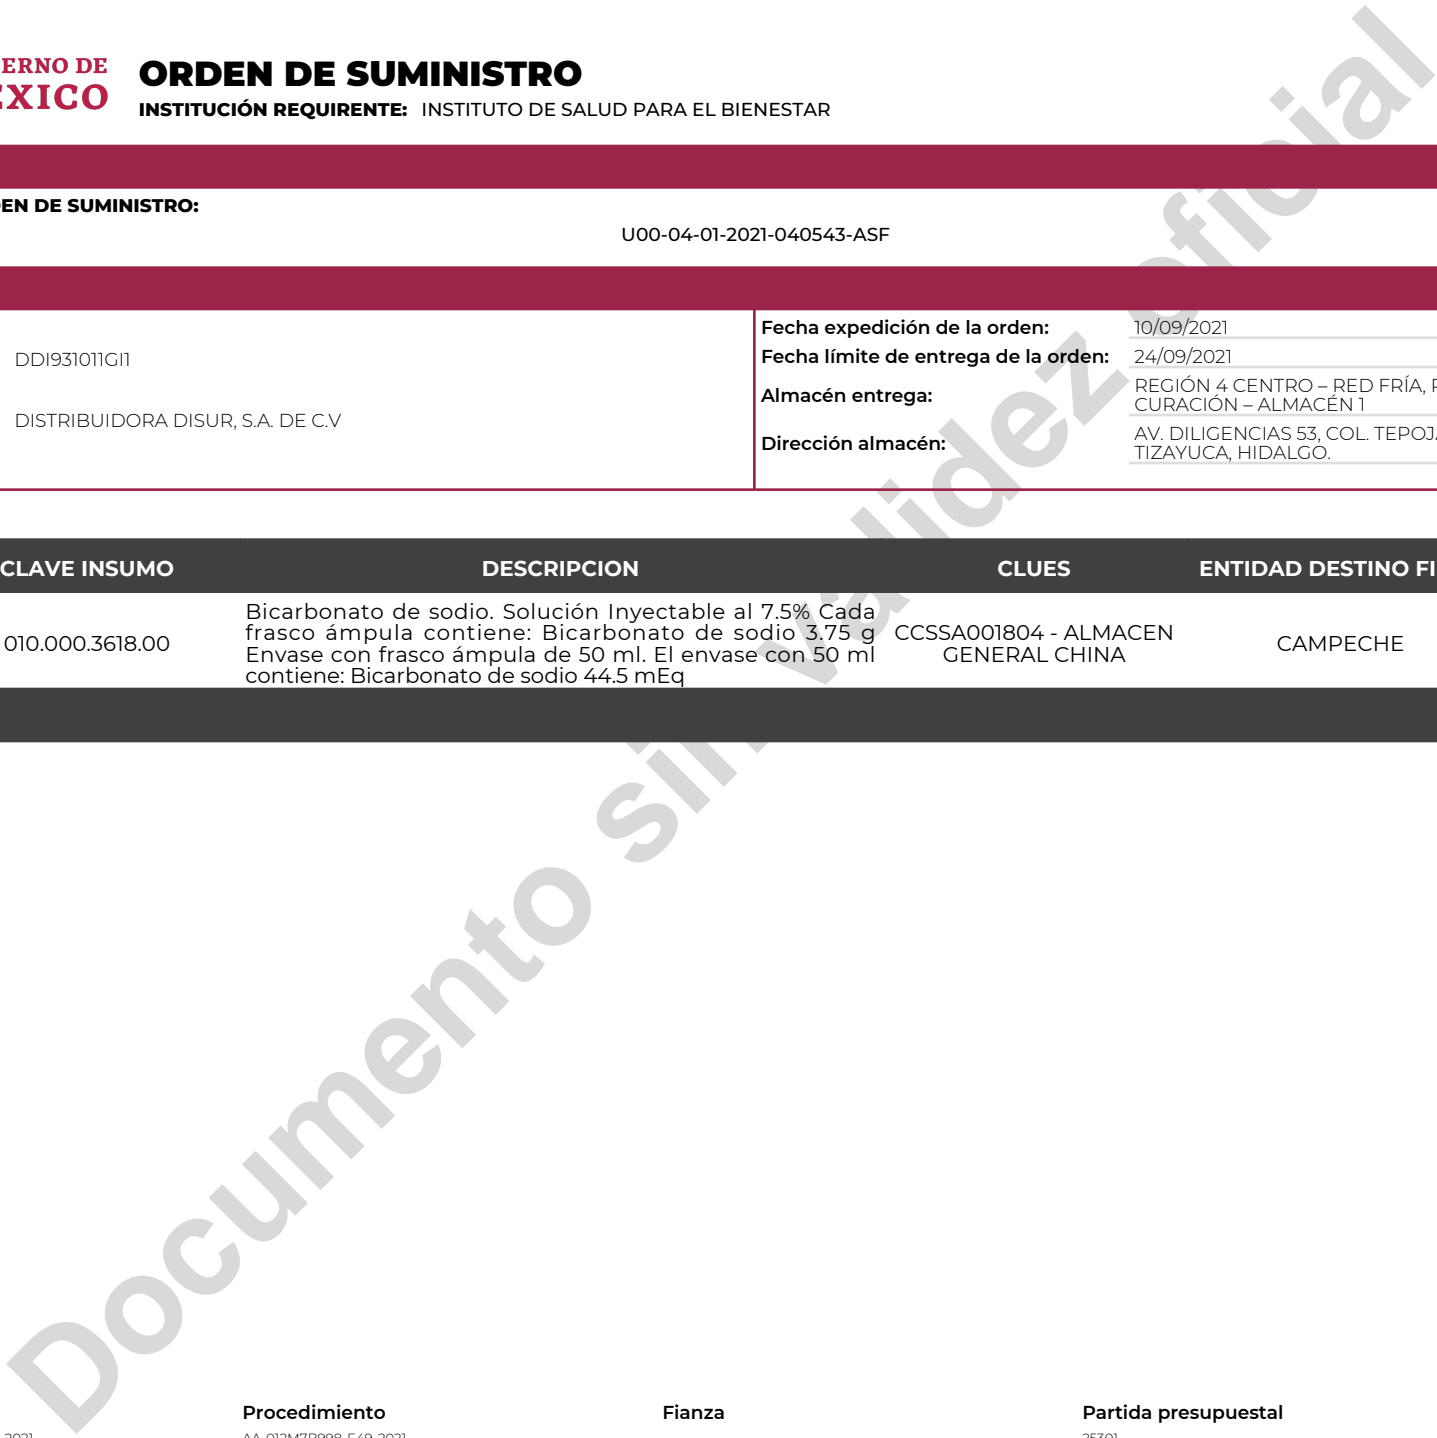 ERNO DE
ORDEN DE SUMINISTRO
INSTITUCIÓN REQUIRENTE: INSTITUTO DE SALUD PARA EL BIENESTAR
EN DE SUMINISTRO:
U00-04-01-2021-040543-ASF
DDI931011GI1
DISTRIBUIDORA DISUR, S.A. DE C.V
Fecha expedición de la orden: 10/09/2021
Fecha límite de entrega de la orden: 24/09/2021
Almacén entrega: REGIÓN 4 CENTRO – RED FRÍA,
CURACIÓN – ALMACÉN 1
Dirección almacén: AV. DILIGENCIAS 53, COL. TEPOJA
TIZAYUCA, HIDALGO.
CLAVE INSUMO DESCRIPCION CLUES ENTIDAD DESTINO FI
010.000.3618.00
Bicarbonato de sodio. Solución Inyectable al 7.5% Cada
frasco ámpula contiene: Bicarbonato de sodio 3.75 g
Envase con frasco ámpula de 50 ml. El envase con 50 ml
contiene: Bicarbonato de sodio 44.5 mEq
CCSSA001804 - ALMACEN
GENERAL CHINA
CAMPECHE
Documento sin validez oficial
Procedimiento Fianza Partida presupuestal